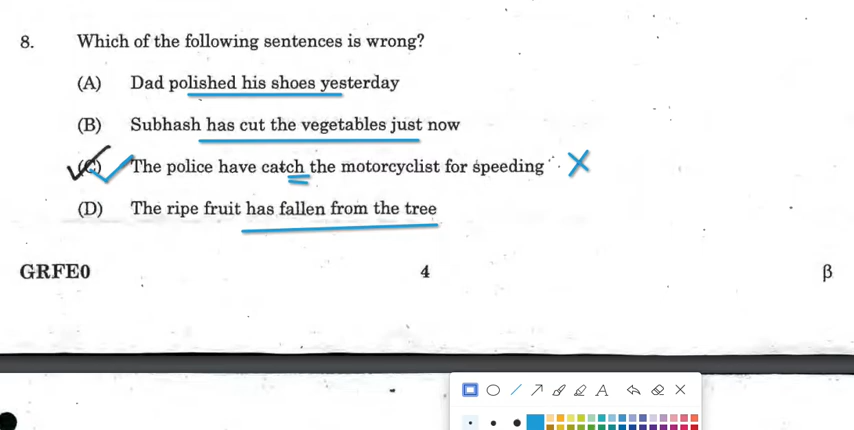 8. Which of the following sentences is wrong?
(A) Dad polished his shoes yesterday
(B) Subhash has cut the vegetables just now
(C) The police have catch the motorcyclist for speeding
(D) The ripe fruit has fallen from the tree
GRFE0 4 β
A